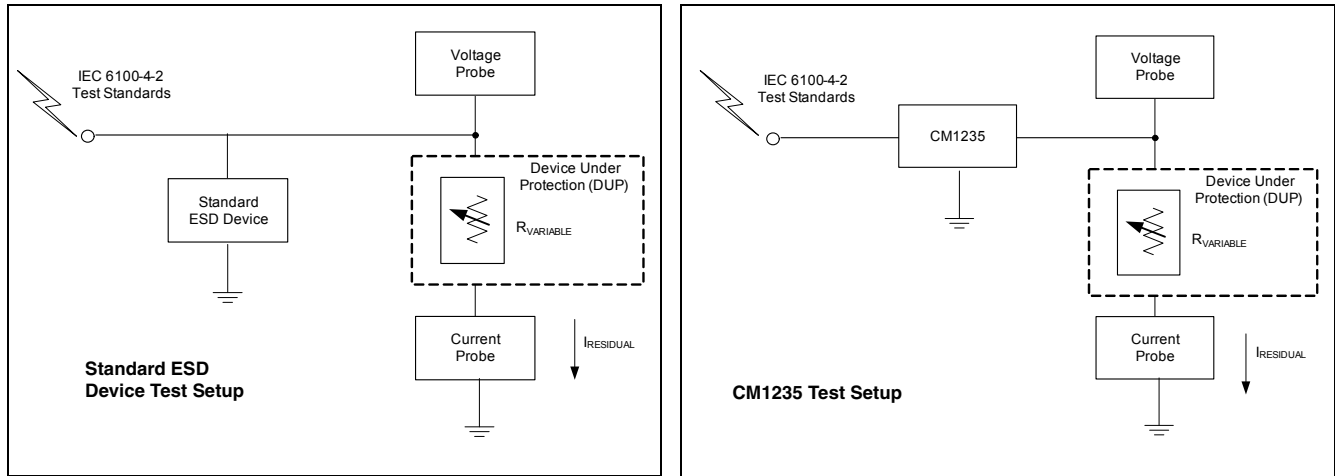 Voltage
Probe
IEC 6100-4-2
Test Standards
Device Under
Protection (DUP)
Standard
ESD Device
RVARIABLE
Current
Probe
IRESIDUAL
Standard ESD
Device Test Setup
Voltage
Probe
IEC 6100-4-2
Test Standards
CM1235
Device Under
Protection (DUP)
RVARIABLE
Current
Probe
IRESIDUAL
CM1235 Test Setup